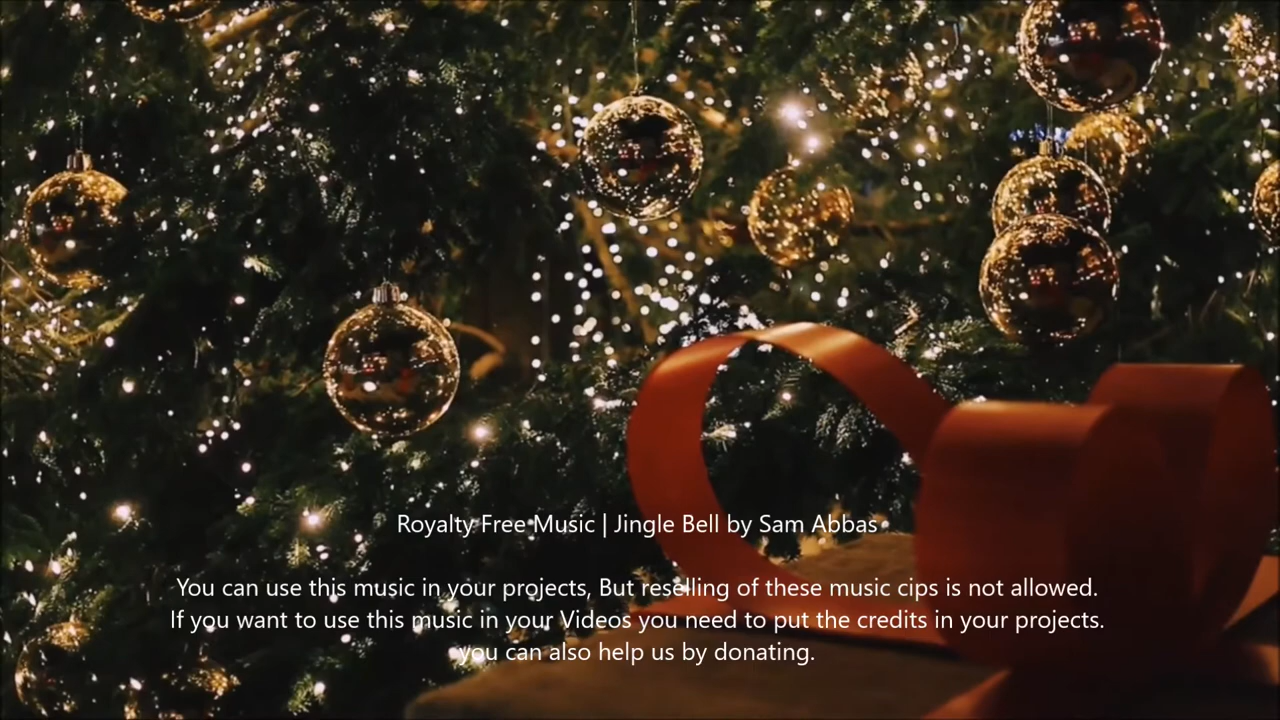 Royalty Free Music | Jingle Bell by Sam Abbas
You can use this music in your projects, But reselling of these music cips is not allowed.
If you want to use this music in your Videos you need to put the credits in your projects.
you can also help us by donating.